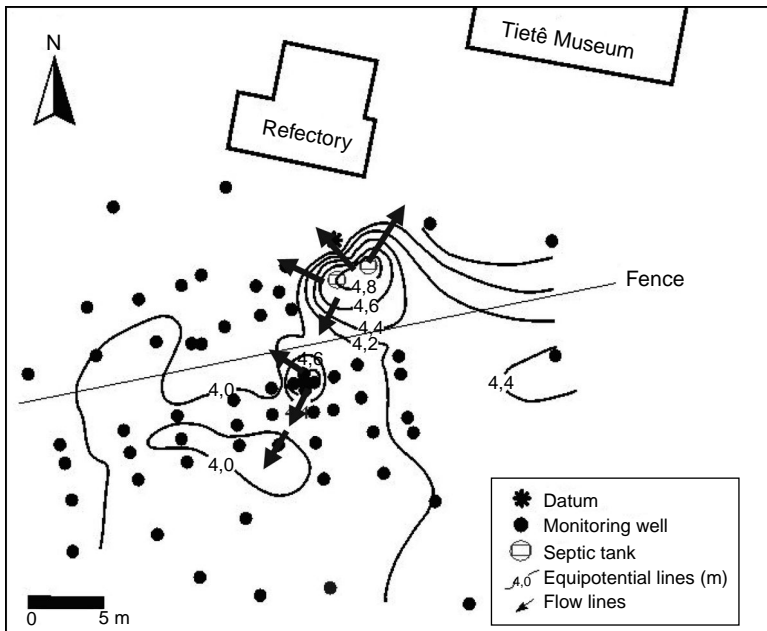 Tietê Museum
N
Refectory
4,8
Fence
4,6
4,4
4,2
4,6
4,4
4,0
4,0
Datum
Monitoring well
Septic tank
4,0 Equipotential lines (m)
Flow lines
0 5 m